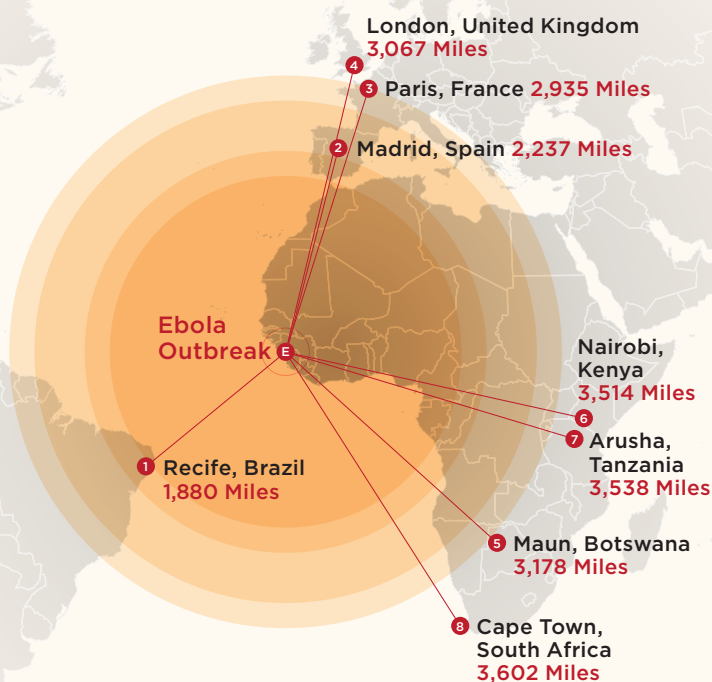 London, United Kingdom
3,067 Miles
4
3 Paris, France 2,935 Miles
2 Madrid, Spain 2,237 Miles
Ebola
Outbreak E
Nairobi,
Kenya
3,514 Miles
6
7 Arusha,
Tanzania
3,538 Miles
1 Recife, Brazil
1,880 Miles
5 Maun, Botswana
3,178 Miles
8 Cape Town,
South Africa
3,602 Miles